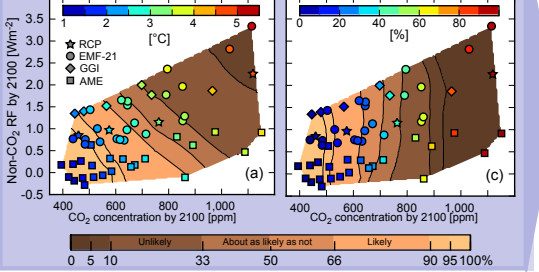 1 2 3 4 5
[°C]
3.5
3.0
2.5
2.0
1.5
1.0
0.5
0.0
-0.5
Non-CO2 RF by 2100 [Wm-2]
RCP
EMF-21
GGI
AME
(a)
400 600 800 1,000
CO2 concentration by 2100 [ppm]
0 20 40 60 80
[%]
(c)
400 600 800 1,000
CO2 concentration by 2100 [ppm]
Unlikely About as likely as not Likely
0 5 10 33 50 66 90 95 100%